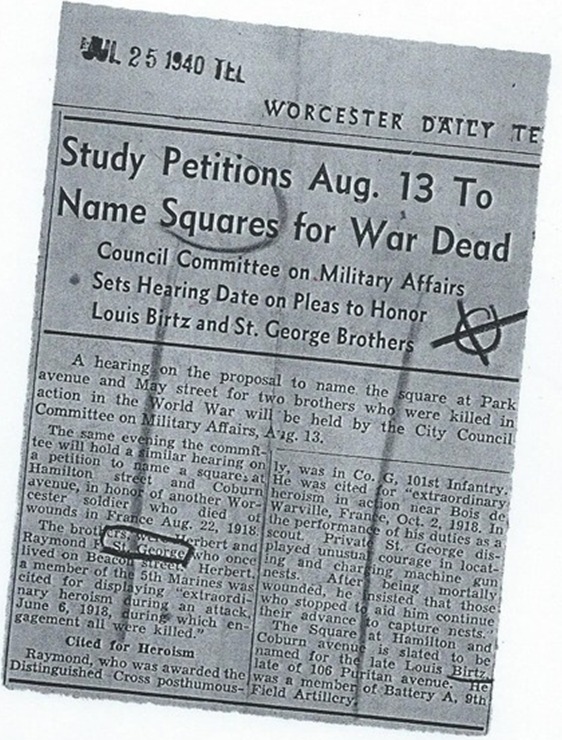 JUL 25 1940 TEL
WORCESTER DAILY TE
Study Petitions Aug. 13 To
Name Squares for War Dead
Council Committee on Military Affairs
Sets Hearing Date on Pleas to Honor
Louis Birtz and St. George Brothers
A hearing on the proposal to name the square at Park
avenue and May street for two brothers who were killed in
action in the World War will be held by the City Council
Committee on Military Affairs, Aug. 13.
The same evening the commit-
tee will hold a similar hearing on
a petition to name a square at
Hamilton street and Coburn
avenue, in honor of another Wor-
cester soldier who died of
wounds in France Aug. 22, 1918
The brothers were Herbert and
Raymond St. George who once
lived on Beacon street. Herbert,
a member of the 5th Marines was
cited for displaying "extraordi-
nary heroism during an attack,
June 6, 1918, during which en-
gagement all were killed."
Cited for Heroism
Raymond, who was awarded the
Distinguished Cross posthumous-
ly, was in Co. G, 101st Infantry.
He was cited for "extraordinary
heroism in action near Bois de
Warville, France, Oct. 2, 1918. In
the performance of his duties as a
scout. Private St. George dis-
played unusual courage in locat-
ing and charging machine gun
nests. After being mortally
wounded, he insisted that those
who stopped to aid him continue
their advance to capture nests."
The Square at Hamilton and
Coburn avenue is slated to be
named for the late Louis Birtz,
late of 106 Puritan avenue. He
was a member of Battery A, 9th
Field Artillery.